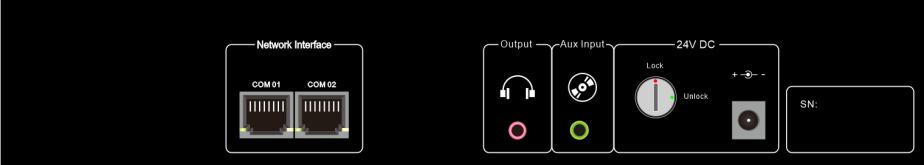 Network Interface
COM 01 COM 02
Output
Aux Input
24V DC
Lock
Unlock
+ -
SN: